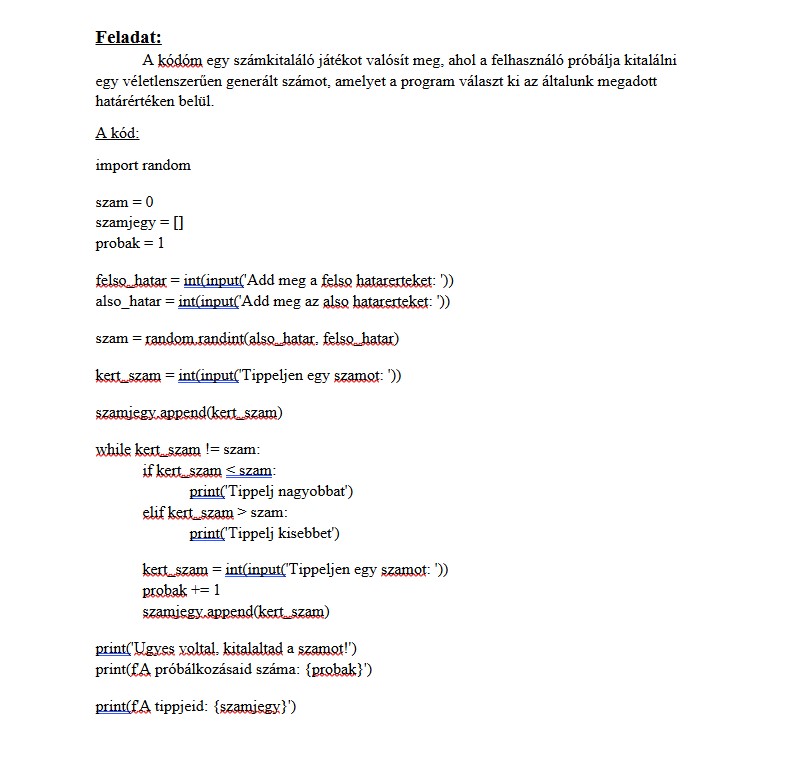 Feladat:
A kódóm egy számkitaláló játékot valósít meg, ahol a felhasználó próbálja kitalálni
egy véletlenszerűen generált számot, amelyet a program választ ki az általunk megadott
határértéken belül.
A kód:
import random
szam = 0
szamjegy = []
probak = 1
felso_hatar = int(input('Add meg a felso hatarerteket: '))
also_hatar = int(input('Add meg az also hatarerteket: '))
szam = random.randint(also_hatar, felso_hatar)
kert_szam = int(input('Tippeljen egy szamot: '))
szamjegy.append(kert_szam)
while kert_szam != szam:
if kert_szam < szam:
print('Tippelj nagyobbat')
elif kert_szam > szam:
print('Tippelj kisebbet')
kert_szam = int(input('Tippeljen egy szamot: '))
probak += 1
szamjegy.append(kert_szam)
print('Ugyes voltal, kitalaltad a szamot!')
print(f'A próbálkozásaid száma: {probak}')
print(f'A tippjeid: {szamjegy}')